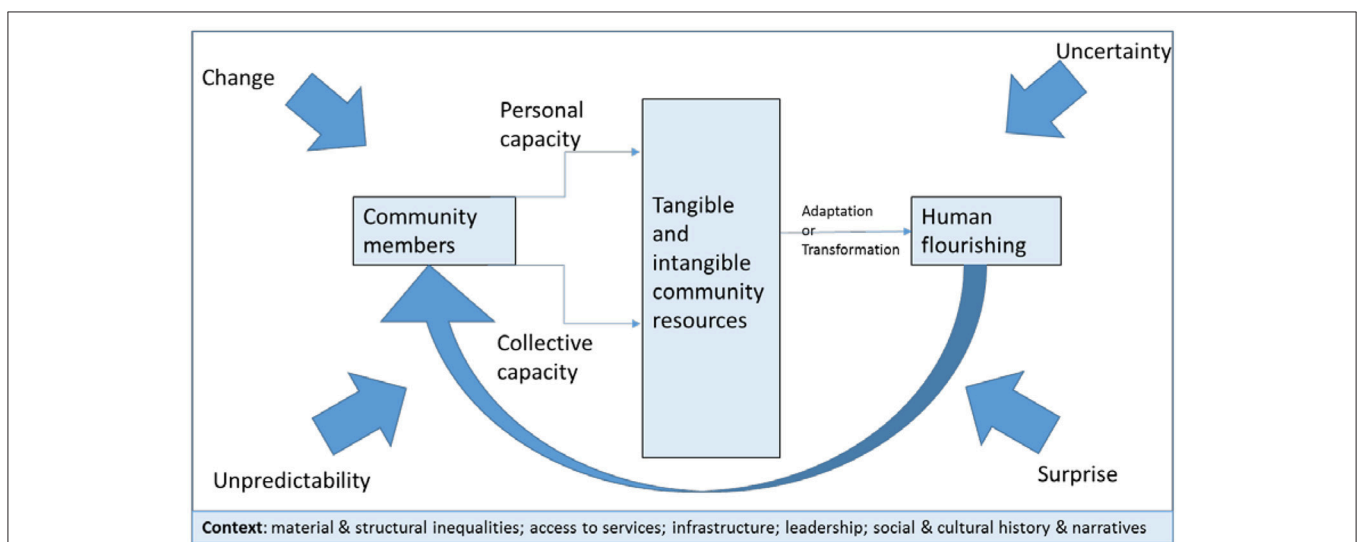 Change
Uncertainty
Personal
capacity
Community
members
Tangible
and
intangible
community
resources
Adaptation
or
Transformation
Human
flourishing
Collective
capacity
Unpredictability
Surprise
Context: material & structural inequalities; access to services; infrastructure; leadership; social & cultural history & narratives